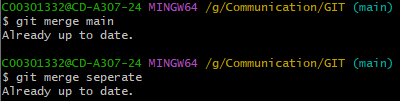 C00301332@CD-A307-24 MINGW64 /g/Communication/GIT (main)
$ git merge main
Already up to date.
C00301332@CD-A307-24 MINGW64 /g/Communication/GIT (main)
$ git merge seperate
Already up to date.